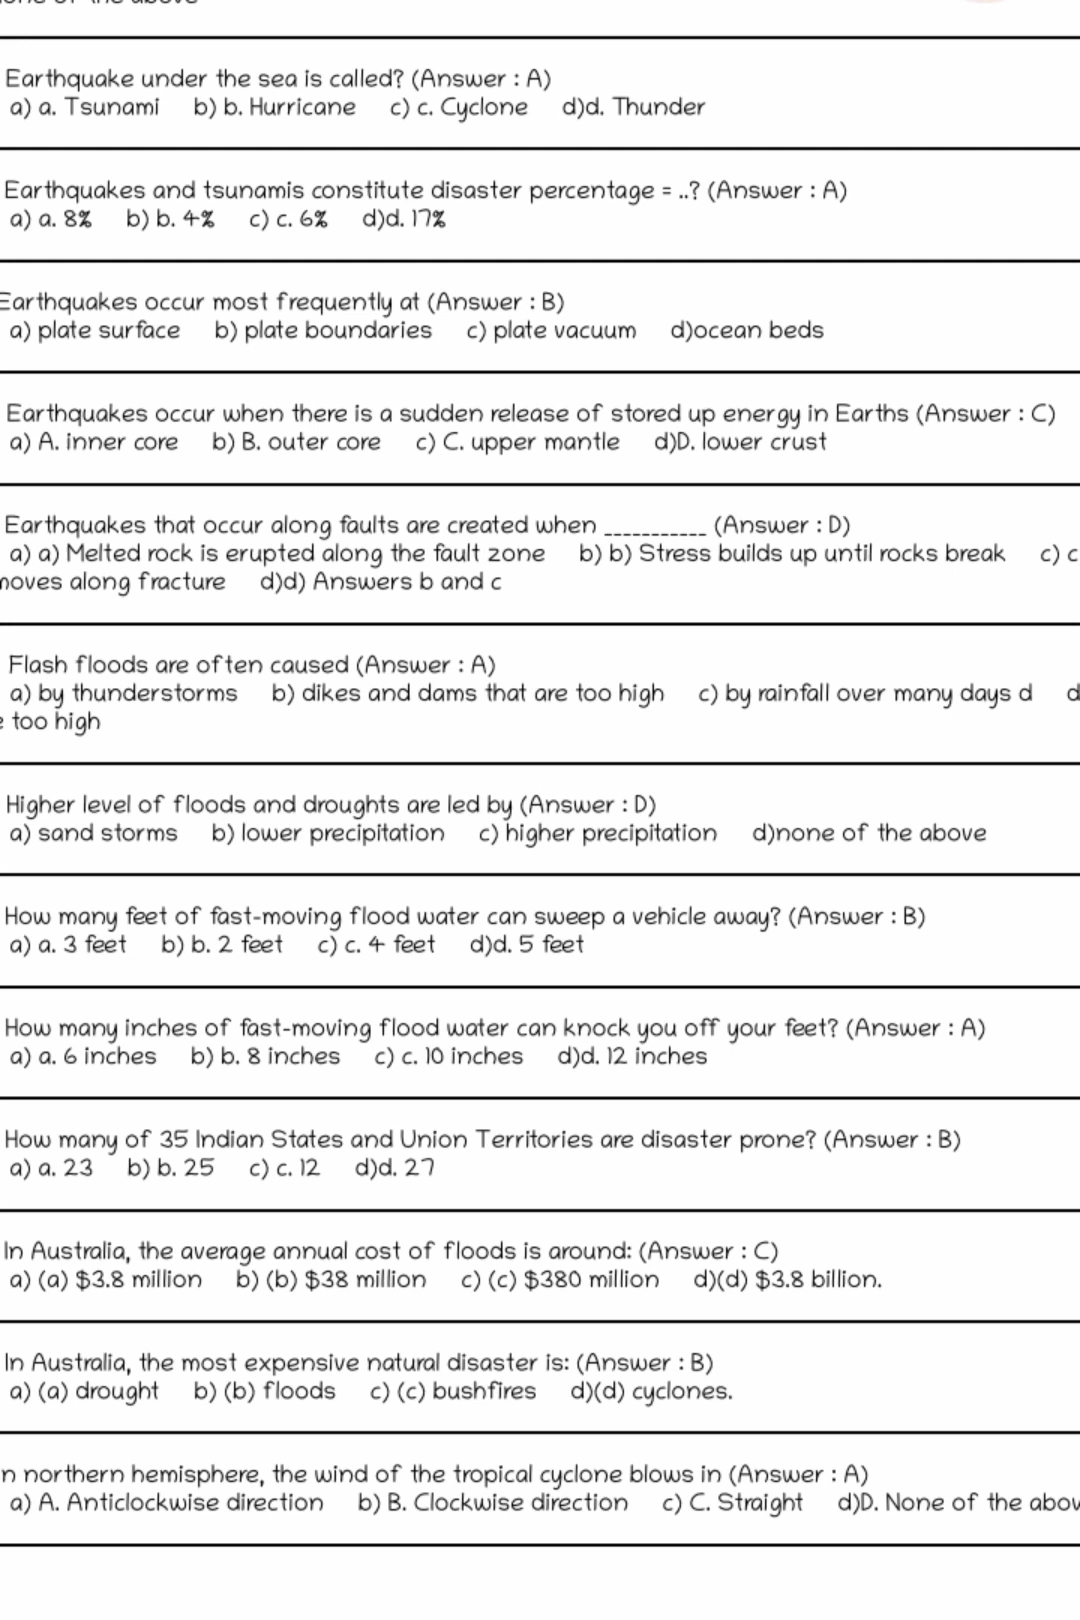 none of the above
Earthquake under the sea is called? (Answer : A)
a) a. Tsunami b) b. Hurricane c) c. Cyclone d)d. Thunder
Earthquakes and tsunamis constitute disaster percentage = ..? (Answer : A)
a) a. 8% b) b. 4% c) c. 6% d)d. 17%
Earthquakes occur most frequently at (Answer : B)
a) plate surface b) plate boundaries c) plate vacuum d)ocean beds
Earthquakes occur when there is a sudden release of stored up energy in Earths (Answer : C)
a) A. inner core b) B. outer core c) C. upper mantle d)D. lower crust
Earthquakes that occur along faults are created when ___________ (Answer : D)
a) a) Melted rock is erupted along the fault zone b) b) Stress builds up until rocks break c) c
moves along fracture d)d) Answers b and c
Flash floods are often caused (Answer : A)
a) by thunderstorms b) dikes and dams that are too high c) by rainfall over many days d d
e too high
Higher level of floods and droughts are led by (Answer : D)
a) sand storms b) lower precipitation c) higher precipitation d)none of the above
How many feet of fast-moving flood water can sweep a vehicle away? (Answer : B)
a) a. 3 feet b) b. 2 feet c) c. 4 feet d)d. 5 feet
How many inches of fast-moving flood water can knock you off your feet? (Answer : A)
a) a. 6 inches b) b. 8 inches c) c. 10 inches d)d. 12 inches
How many of 35 Indian States and Union Territories are disaster prone? (Answer : B)
a) a. 23 b) b. 25 c) c. 12 d)d. 27
In Australia, the average annual cost of floods is around: (Answer : C)
a) (a) $3.8 million b) (b) $38 million c) (c) $380 million d)(d) $3.8 billion.
In Australia, the most expensive natural disaster is: (Answer : B)
a) (a) drought b) (b) floods c) (c) bushfires d)(d) cyclones.
n northern hemisphere, the wind of the tropical cyclone blows in (Answer : A)
a) A. Anticlockwise direction b) B. Clockwise direction c) C. Straight d)D. None of the abov